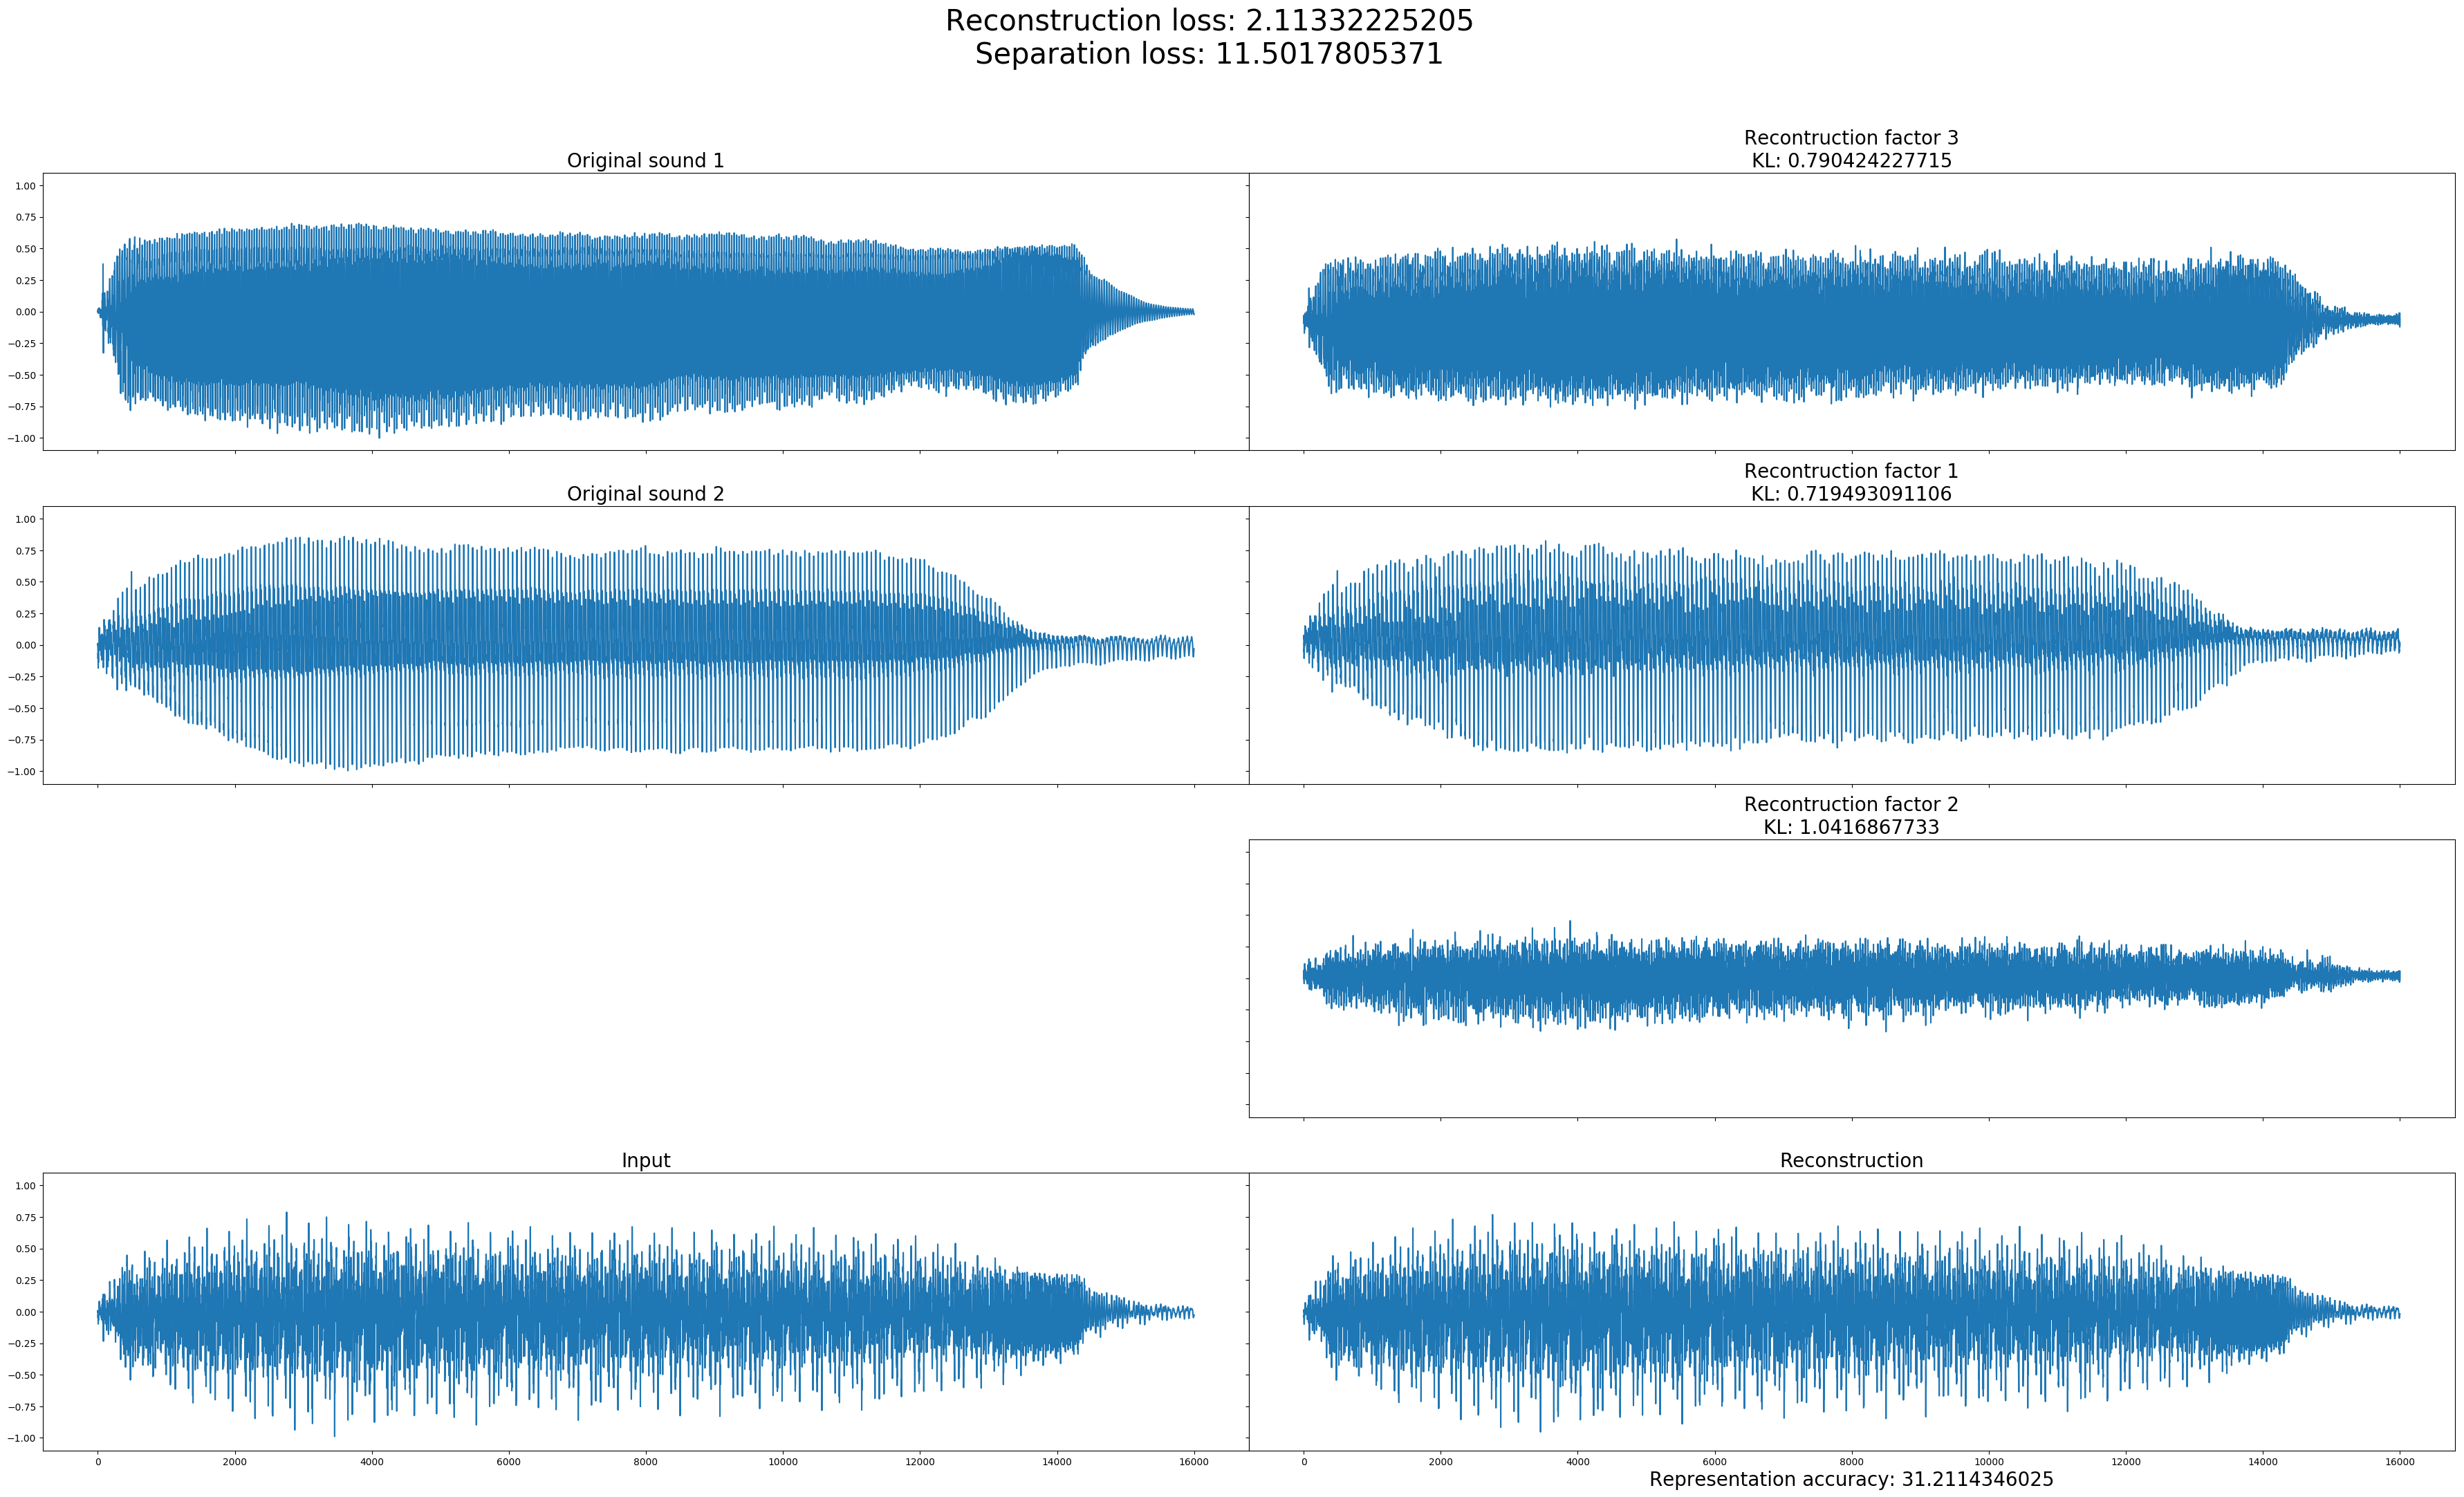 Reconstruction loss: 2.11332225205
Separation loss: 11.5017805371
Original sound 1
Recontruction factor 3
KL: 0.790424227715
1.00
0.75
0.50
0.25
0.00
−0.25
−0.50
−0.75
−1.00
Original sound 2
Recontruction factor 1
KL: 0.719493091106
1.00
0.75
0.50
0.25
0.00
−0.25
−0.50
−0.75
−1.00
Recontruction factor 2
KL: 1.0416867733
Input
Reconstruction
1.00
0.75
0.50
0.25
0.00
−0.25
−0.50
−0.75
−1.00
0 2000 4000 6000 8000 10000 12000 14000 16000
0 2000 4000 6000 8000 10000 12000 14000 16000
Representation accuracy: 31.2114346025